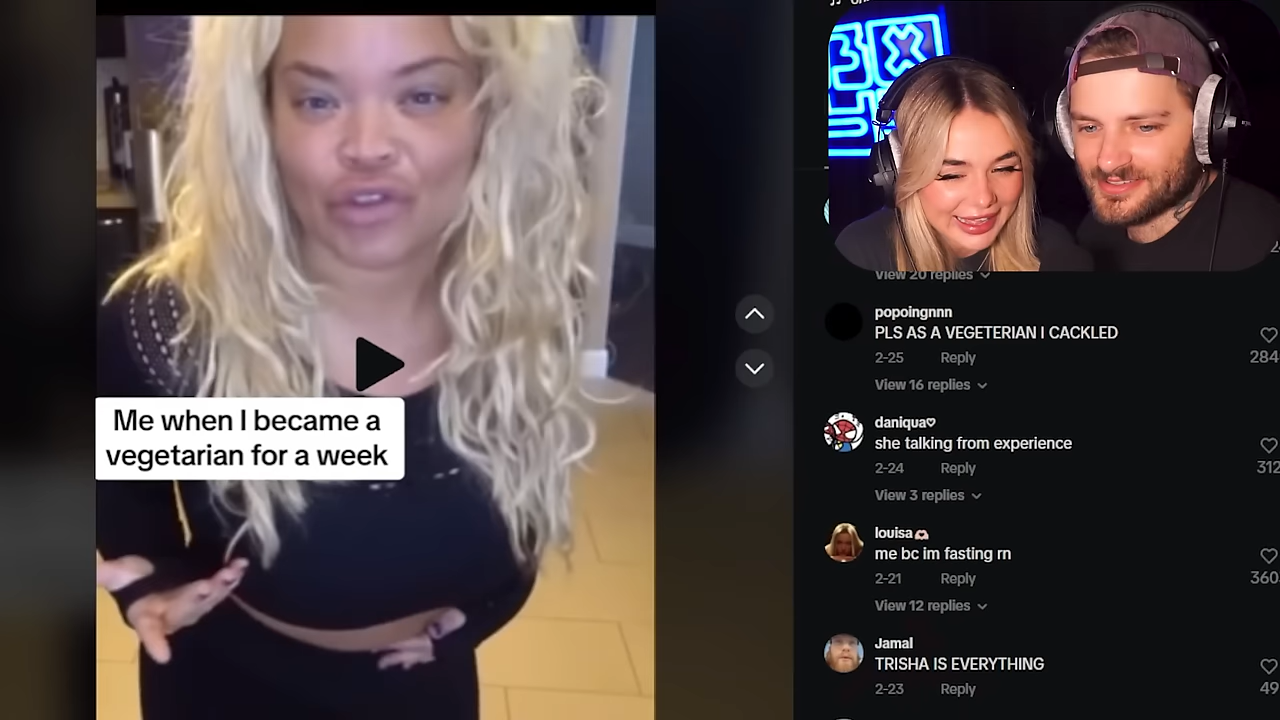 Me when I became a
vegetarian for a week
View 20 replies
popoingnnn
PLS AS A VEGETERIAN I CACKLED
2-25 Reply
284
View 16 replies
daniqua♡
she talking from experience
2-24 Reply
312
View 3 replies
louisa🫶🏻
me bc im fasting rn
2-21 Reply
360
View 12 replies
Jamal
TRISHA IS EVERYTHING
2-23 Reply
49